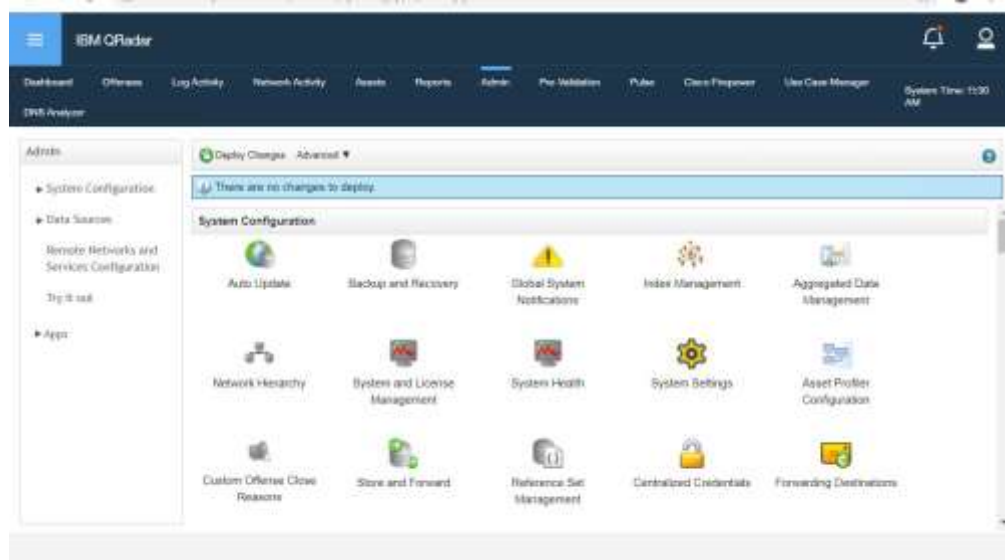 IBM QRadar
Dashboard Offenses Log Activity Network Activity Assets Reports Admin Pre-Validation Pulse Cisco Firepower Use Case Manager
System Time: 11:30
AM
DNS Analyzer
Admin
System Configuration
Data Sources
Remote Networks and
Services Configuration
Try it out
Apps
Deploy Changes Advanced
There are no changes to deploy.
System Configuration
Auto Update
Backup and Recovery
Global System
Notifications
Index Management
Aggregated Data
Management
Network Hierarchy
System and License
Management
System Health
System Settings
Asset Profiler
Configuration
Custom Offense Close
Reasons
Store and Forward
Reference Set
Management
Centralized Credentials
Forwarding Destinations